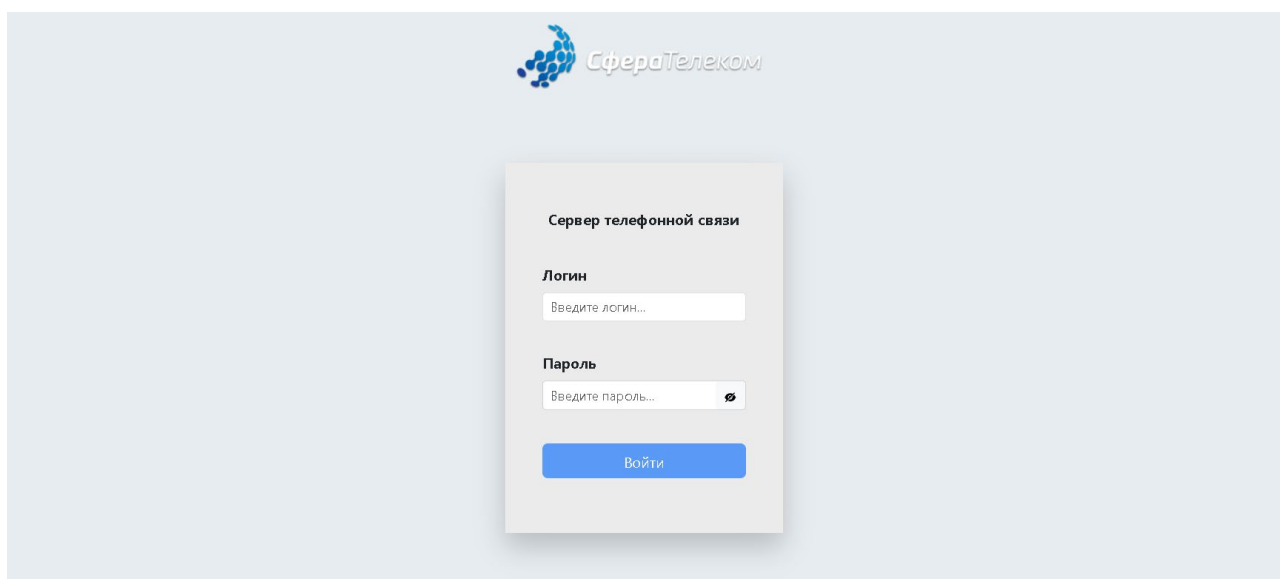 СфераТелеком
Сервер телефонной связи
Логин
Введите логин...
Пароль
Введите пароль...
Войти